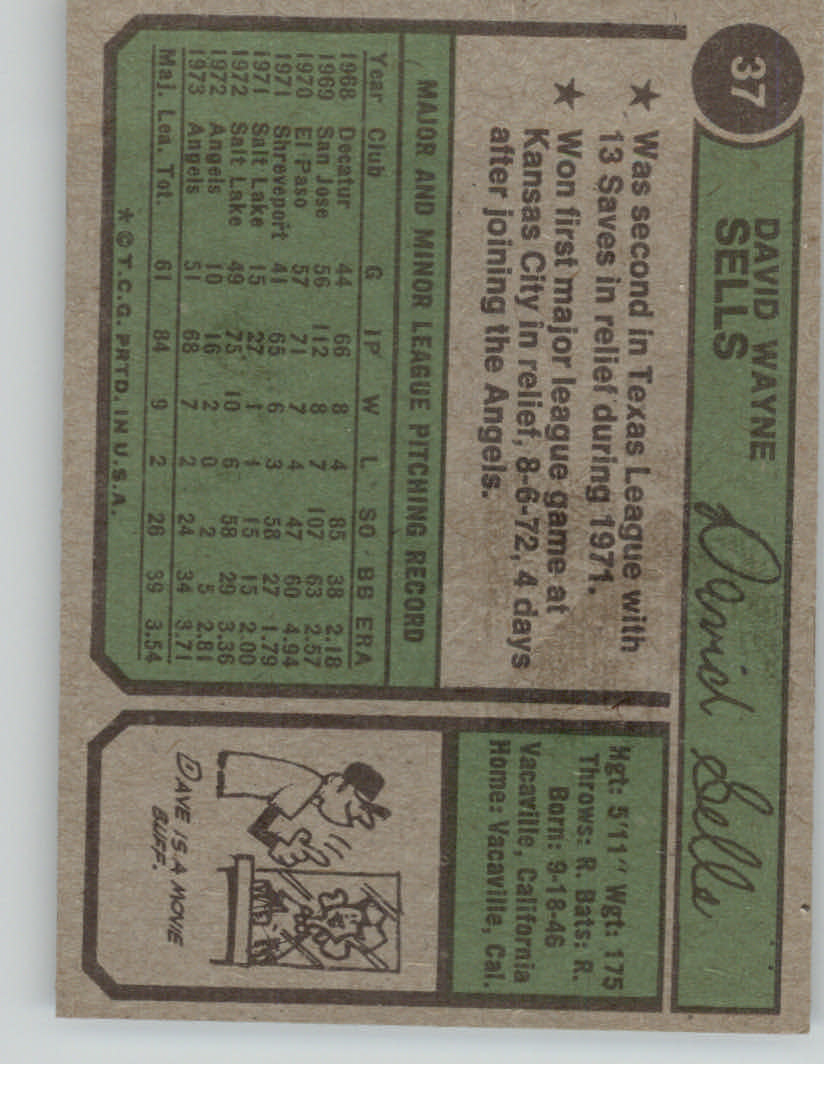 37
DAVID WAYNE
SELLS
David Sells
★ Was second in Texas League with
13 Saves in relief during 1971.
★ Won first major league game at
Kansas City in relief, 8-6-72, 4 days
after joining the Angels.
Hgt: 5'11" Wgt: 175
Throws: R. Bats: R.
Born: 9-18-46
Vacaville, California
Home: Vacaville, Cal.
MAJOR AND MINOR LEAGUE PITCHING RECORD
Year Club G IP W L SO BB ERA
1968 Decatur 44 66 8 4 85 38 2.18
1969 San Jose 56 112 8 7 107 63 2.57
1970 El Paso 57 71 7 4 47 60 4.94
1971 Shreveport 41 65 6 3 58 27 1.79
1971 Salt Lake 15 27 1 1 15 15 2.00
1972 Salt Lake 49 75 10 6 58 29 3.36
1972 Angels 10 16 2 0 2 5 2.81
1973 Angels 51 68 7 2 24 34 3.71
Maj. Lea. Tot. 61 84 9 2 26 39 3.54
* © T.C.G. PRTD. IN U.S.A.
DAVE IS A MOVIE
BUFF.